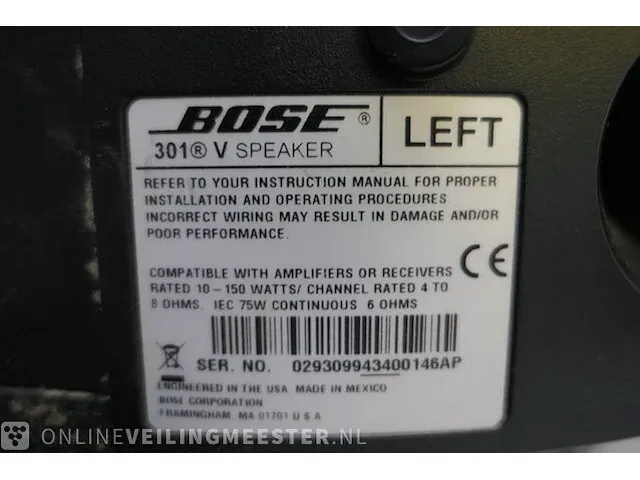 BOSE®
301® V SPEAKER
LEFT
REFER TO YOUR INSTRUCTION MANUAL FOR PROPER
INSTALLATION AND OPERATING PROCEDURES.
INCORRECT WIRING MAY RESULT IN DAMAGE AND/OR
POOR PERFORMANCE.
CE
COMPATIBLE WITH AMPLIFIERS OR RECEIVERS
RATED 10–150 WATTS/ CHANNEL RATED 4 TO
8 OHMS. IEC 75W CONTINUOUS 6 OHMS
SER. NO. 029309943400146AP
ENGINEERED IN THE USA MADE IN MEXICO
BOSE CORPORATION
FRAMINGHAM, MA 01701 U S A
ONLINEVEILINGMEESTER.NL